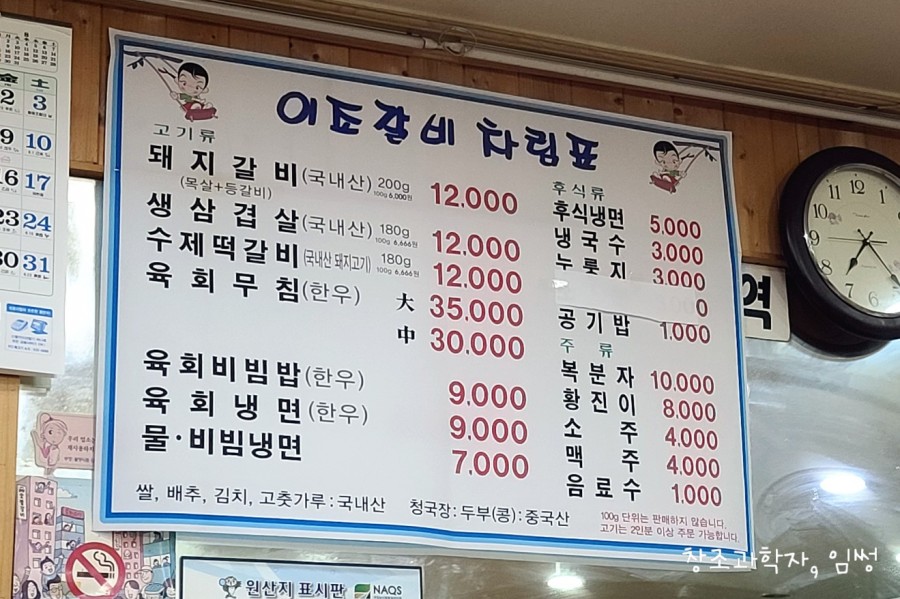 이조갈비 차림표
고기류
돼지갈비(국내산) 200g 100g 6,000원 12,000
(목살+등갈비)
생삼겹살(국내산) 180g 100g 6,666원 12,000
수제떡갈비(국내산 돼지고기) 180g 100g 6,666원 12,000
육회무침(한우) 大 35,000
中 30,000
육회비빔밥(한우) 9,000
육회냉면(한우) 9,000
물·비빔냉면 7,000
후식류
후식냉면 5,000
냉국수 3,000
누룽지 3,000
공기밥 1,000
주류
복분자 10,000
황진이 8,000
소주 4,000
맥주 4,000
음료수 1,000
쌀, 배추, 김치, 고춧가루:국내산 청국장:두부(콩):중국산
100g 단위는 판매하지 않습니다.
고기는 2인분 이상 주문 가능합니다.
金 土
2 3
9 10
16 17
23 24
30 31
역
11 12 1
10 2
9 3
8 4
7 6 5
원산지 표시판 NAQS
창조과학자, 임썽